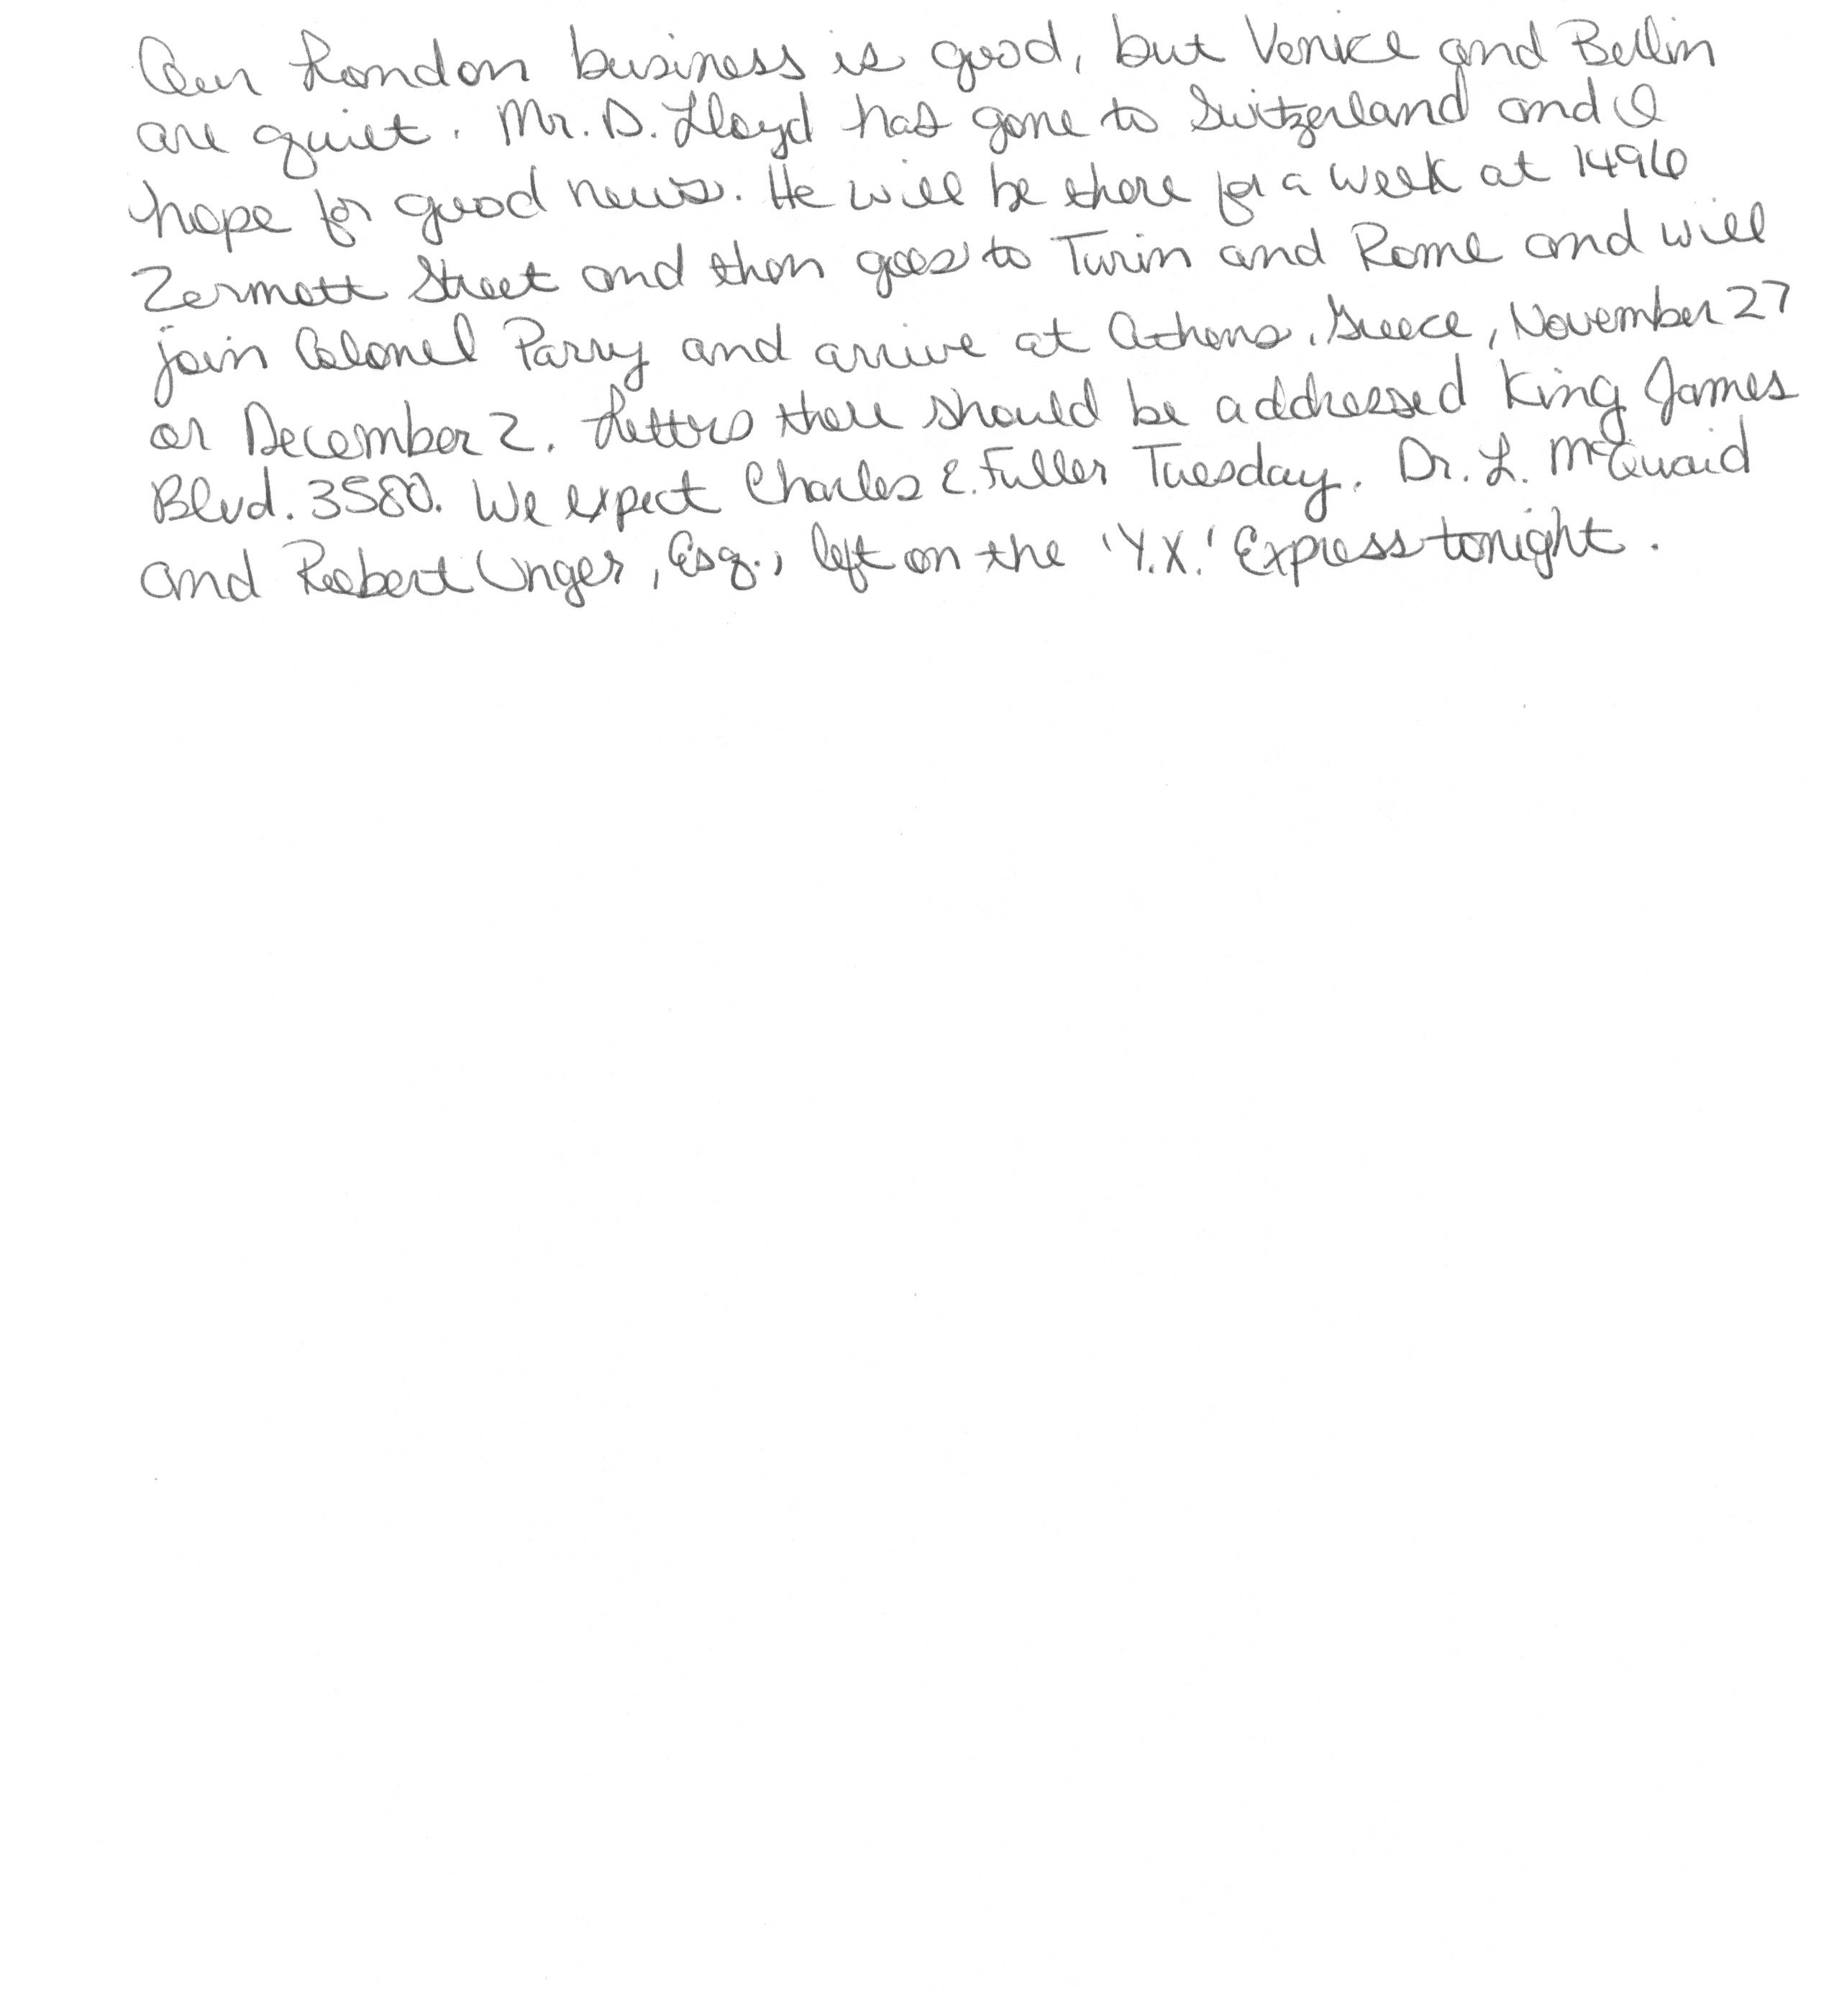 Our London business is good, but Venice and Berlin
are quiet. Mr. D. Lloyd has gone to Switzerland and I
hope for good news. He will be there for a week at 1496
Zermott Street and then goes to Turin and Rome and will
join Colonel Parry and arrive at Athens, Greece, November 27
or December 2. Letters there should be addressed King James
Blvd. 3580. We expect Charles E. Fuller Tuesday. Dr. L. McQuaid
and Robert Unger, Esq., left on the 'Y.X.' Express tonight.